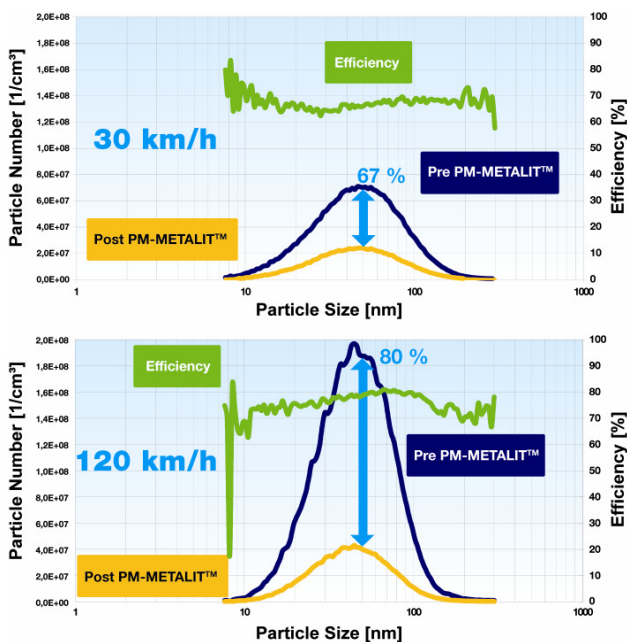 2,0E+08
1,8E+08
1,6E+08
1,4E+08
1,2E+08
1,0E+08
8,0E+07
6,0E+07
4,0E+07
2,0E+07
0,0E+00
Particle Number [1/cm³]
100
90
80
70
60
50
40
30
20
10
0
Efficiency [%]
Efficiency
30 km/h
67 %
Pre PM-METALIT™
Post PM-METALIT™
1
10
100
1000
Particle Size [nm]
2,0E+08
1,8E+08
1,6E+08
1,4E+08
1,2E+08
1,0E+08
8,0E+07
6,0E+07
4,0E+07
2,0E+07
0,0E+00
Particle Number [1/cm³]
100
90
80
70
60
50
40
30
20
10
0
Efficiency [%]
80 %
Efficiency
120 km/h
Pre PM-METALIT™
Post PM-METALIT™
1
10
100
1000
Particle Size [nm]